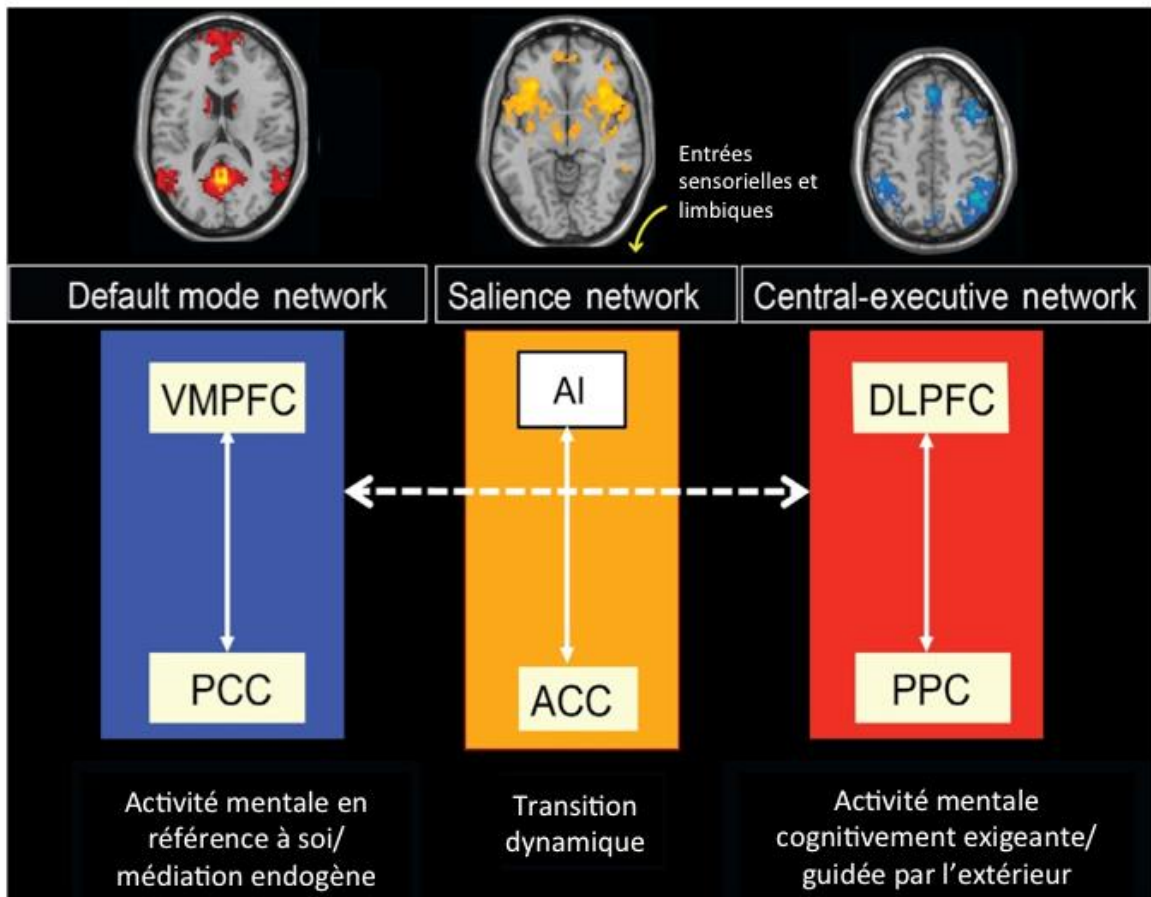 Entrées
sensorielles et
limbiques
Default mode network
Salience network
Central-executive network
VMPFC
AI
DLPFC
PCC
ACC
PPC
Activité mentale en
référence à soi/
médiation endogène
Transition
dynamique
Activité mentale
cognitivement exigeante/
guidée par l'extérieur